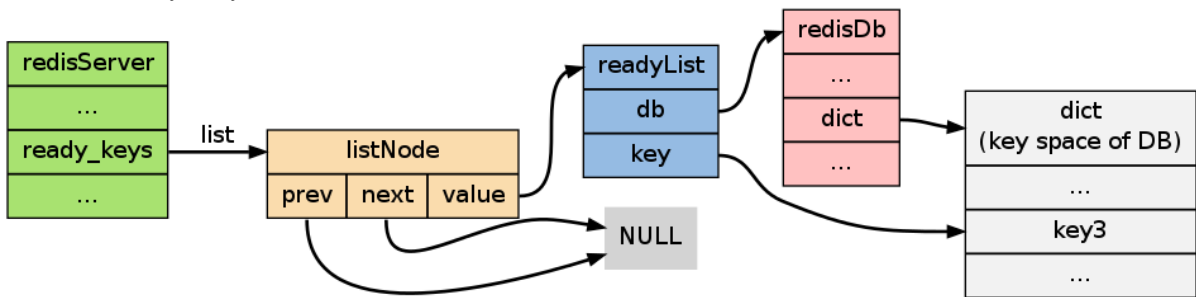 redisServer
...
ready_keys
...
list
listNode
prev
next
value
readyList
db
key
NULL
redisDb
...
dict
...
dict
(key space of DB)
...
key3
...